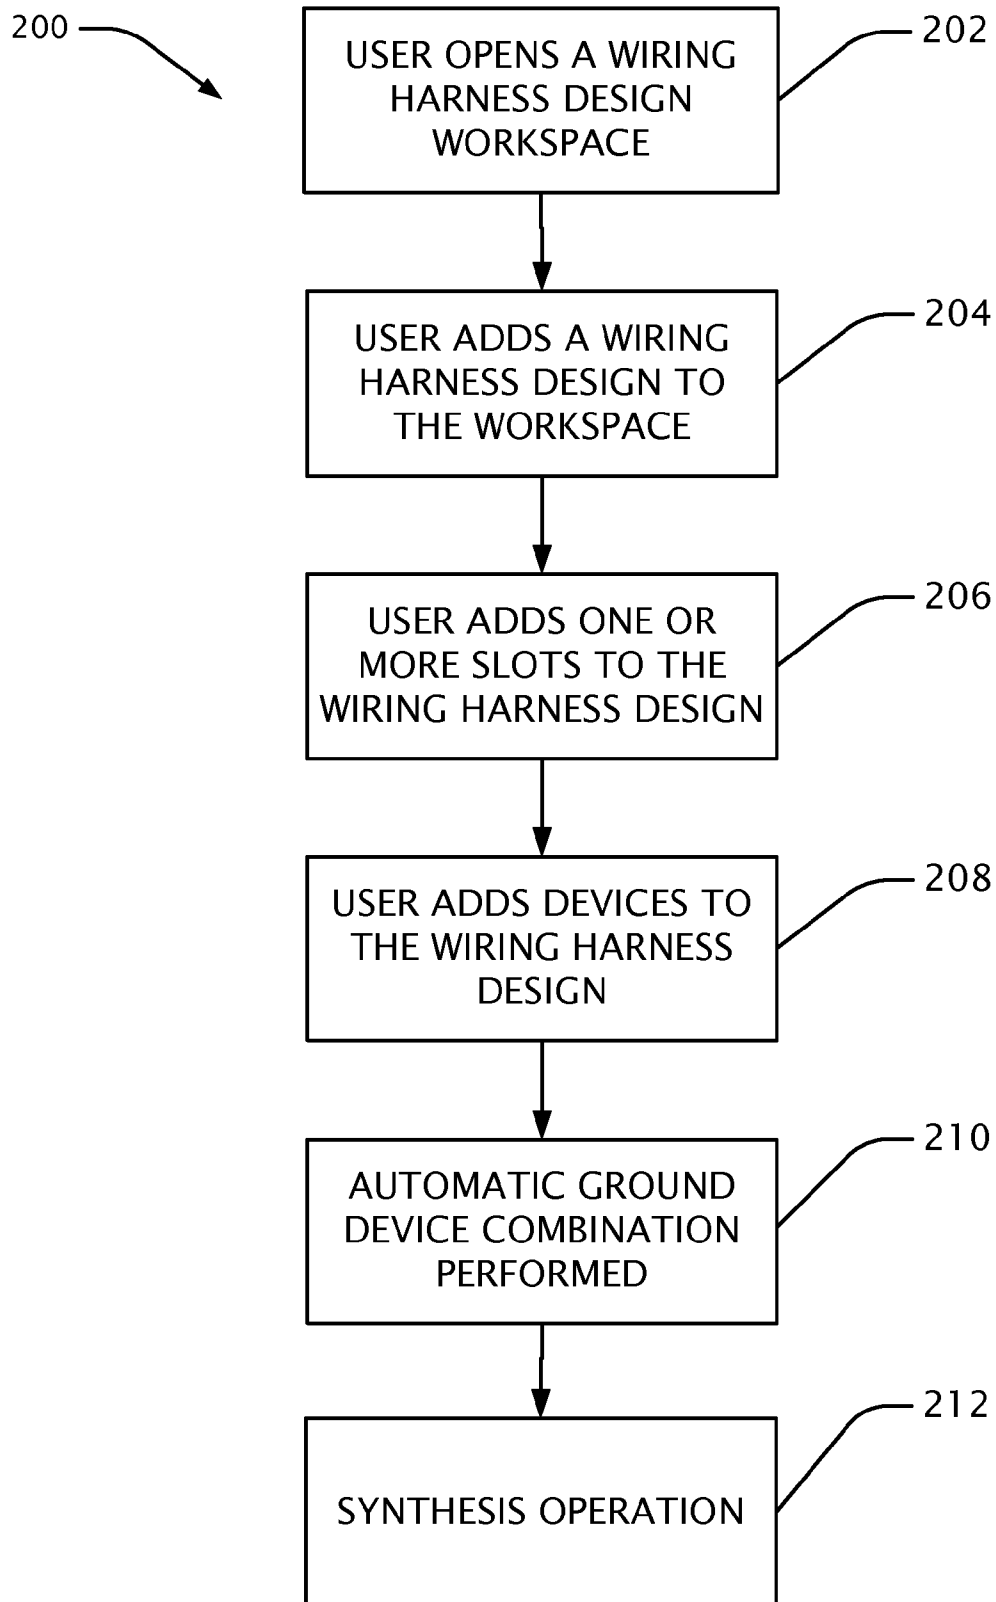 200
USER OPENS A WIRING
HARNESS DESIGN
WORKSPACE
202
USER ADDS A WIRING
HARNESS DESIGN TO
THE WORKSPACE
204
USER ADDS ONE OR
MORE SLOTS TO THE
WIRING HARNESS DESIGN
206
USER ADDS DEVICES TO
THE WIRING HARNESS
DESIGN
208
AUTOMATIC GROUND
DEVICE COMBINATION
PERFORMED
210
SYNTHESIS OPERATION
212